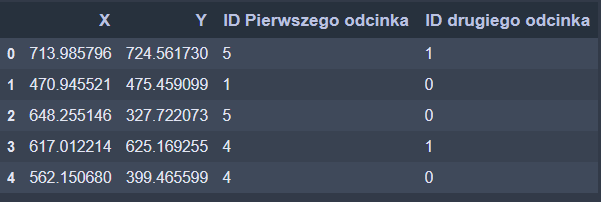 X Y ID Pierwszego odcinka ID drugiego odcinka
0 713.985796 724.561730 5 1
1 470.945521 475.459099 1 0
2 648.255146 327.722073 5 0
3 617.012214 625.169255 4 1
4 562.150680 399.465599 4 0